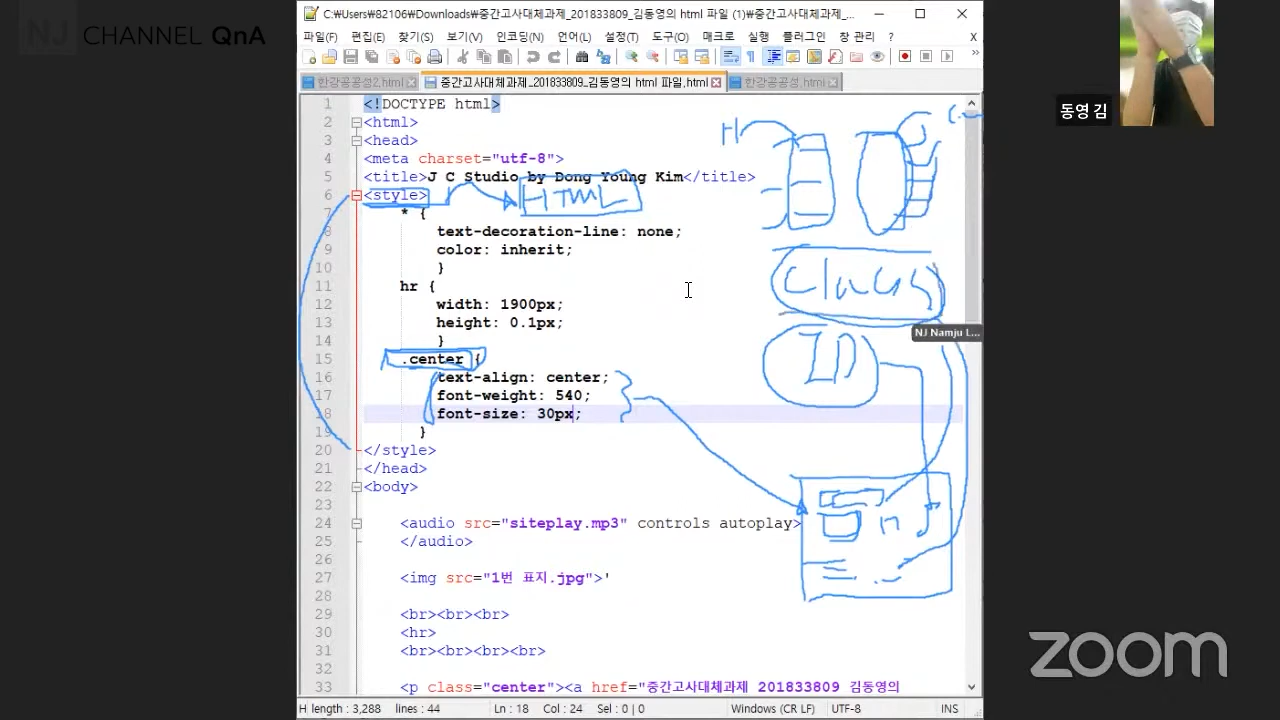 NJ CHANNEL QnA
C:₩Users₩82106₩Downloads₩중간고사대체과제_201833809_김동영의 html 파일 (1)₩중간고사대체과제_...
파일(F) 편집(E) 찾기(S) 보기(V) 인코딩(N) 언어(L) 설정(T) 도구(O) 매크로 실행 플러그인 창 관리 ? X
한강공공성2.html 중간고사대체과제_201833809_김동영의 html 파일.html 한강공공성.html
동영 김
1 <!DOCTYPE html>
2 <html>
3 <head>
4 <meta charset="utf-8">
5 <title>J C Studio by Dong Young Kim</title>
6 <style>
HTML
7 * {
8 text-decoration-line: none;
9 color: inherit;
10 }
11 hr {
12 width: 1900px;
13 height: 0.1px;
14 }
15 .center {
16 text-align: center;
17 font-weight: 540;
18 font-size: 30px;
19 }
20 </style>
21 </head>
22 <body>
23
24 <audio src="siteplay.mp3" controls autoplay>
25 </audio>
26
27 <img src="1번 표지.jpg">'
28
29 <br><br><br>
30 <hr>
31 <br><br><br><br>
32
33 <p class="center"><a href="중간고사대체과제 201833809 김동영의
H
class
NJ Namju L...
ID
H length : 3,288 lines : 44 Ln : 18 Col : 24 Sel : 0 | 0 Windows (CR LF) UTF-8 INS
zoom